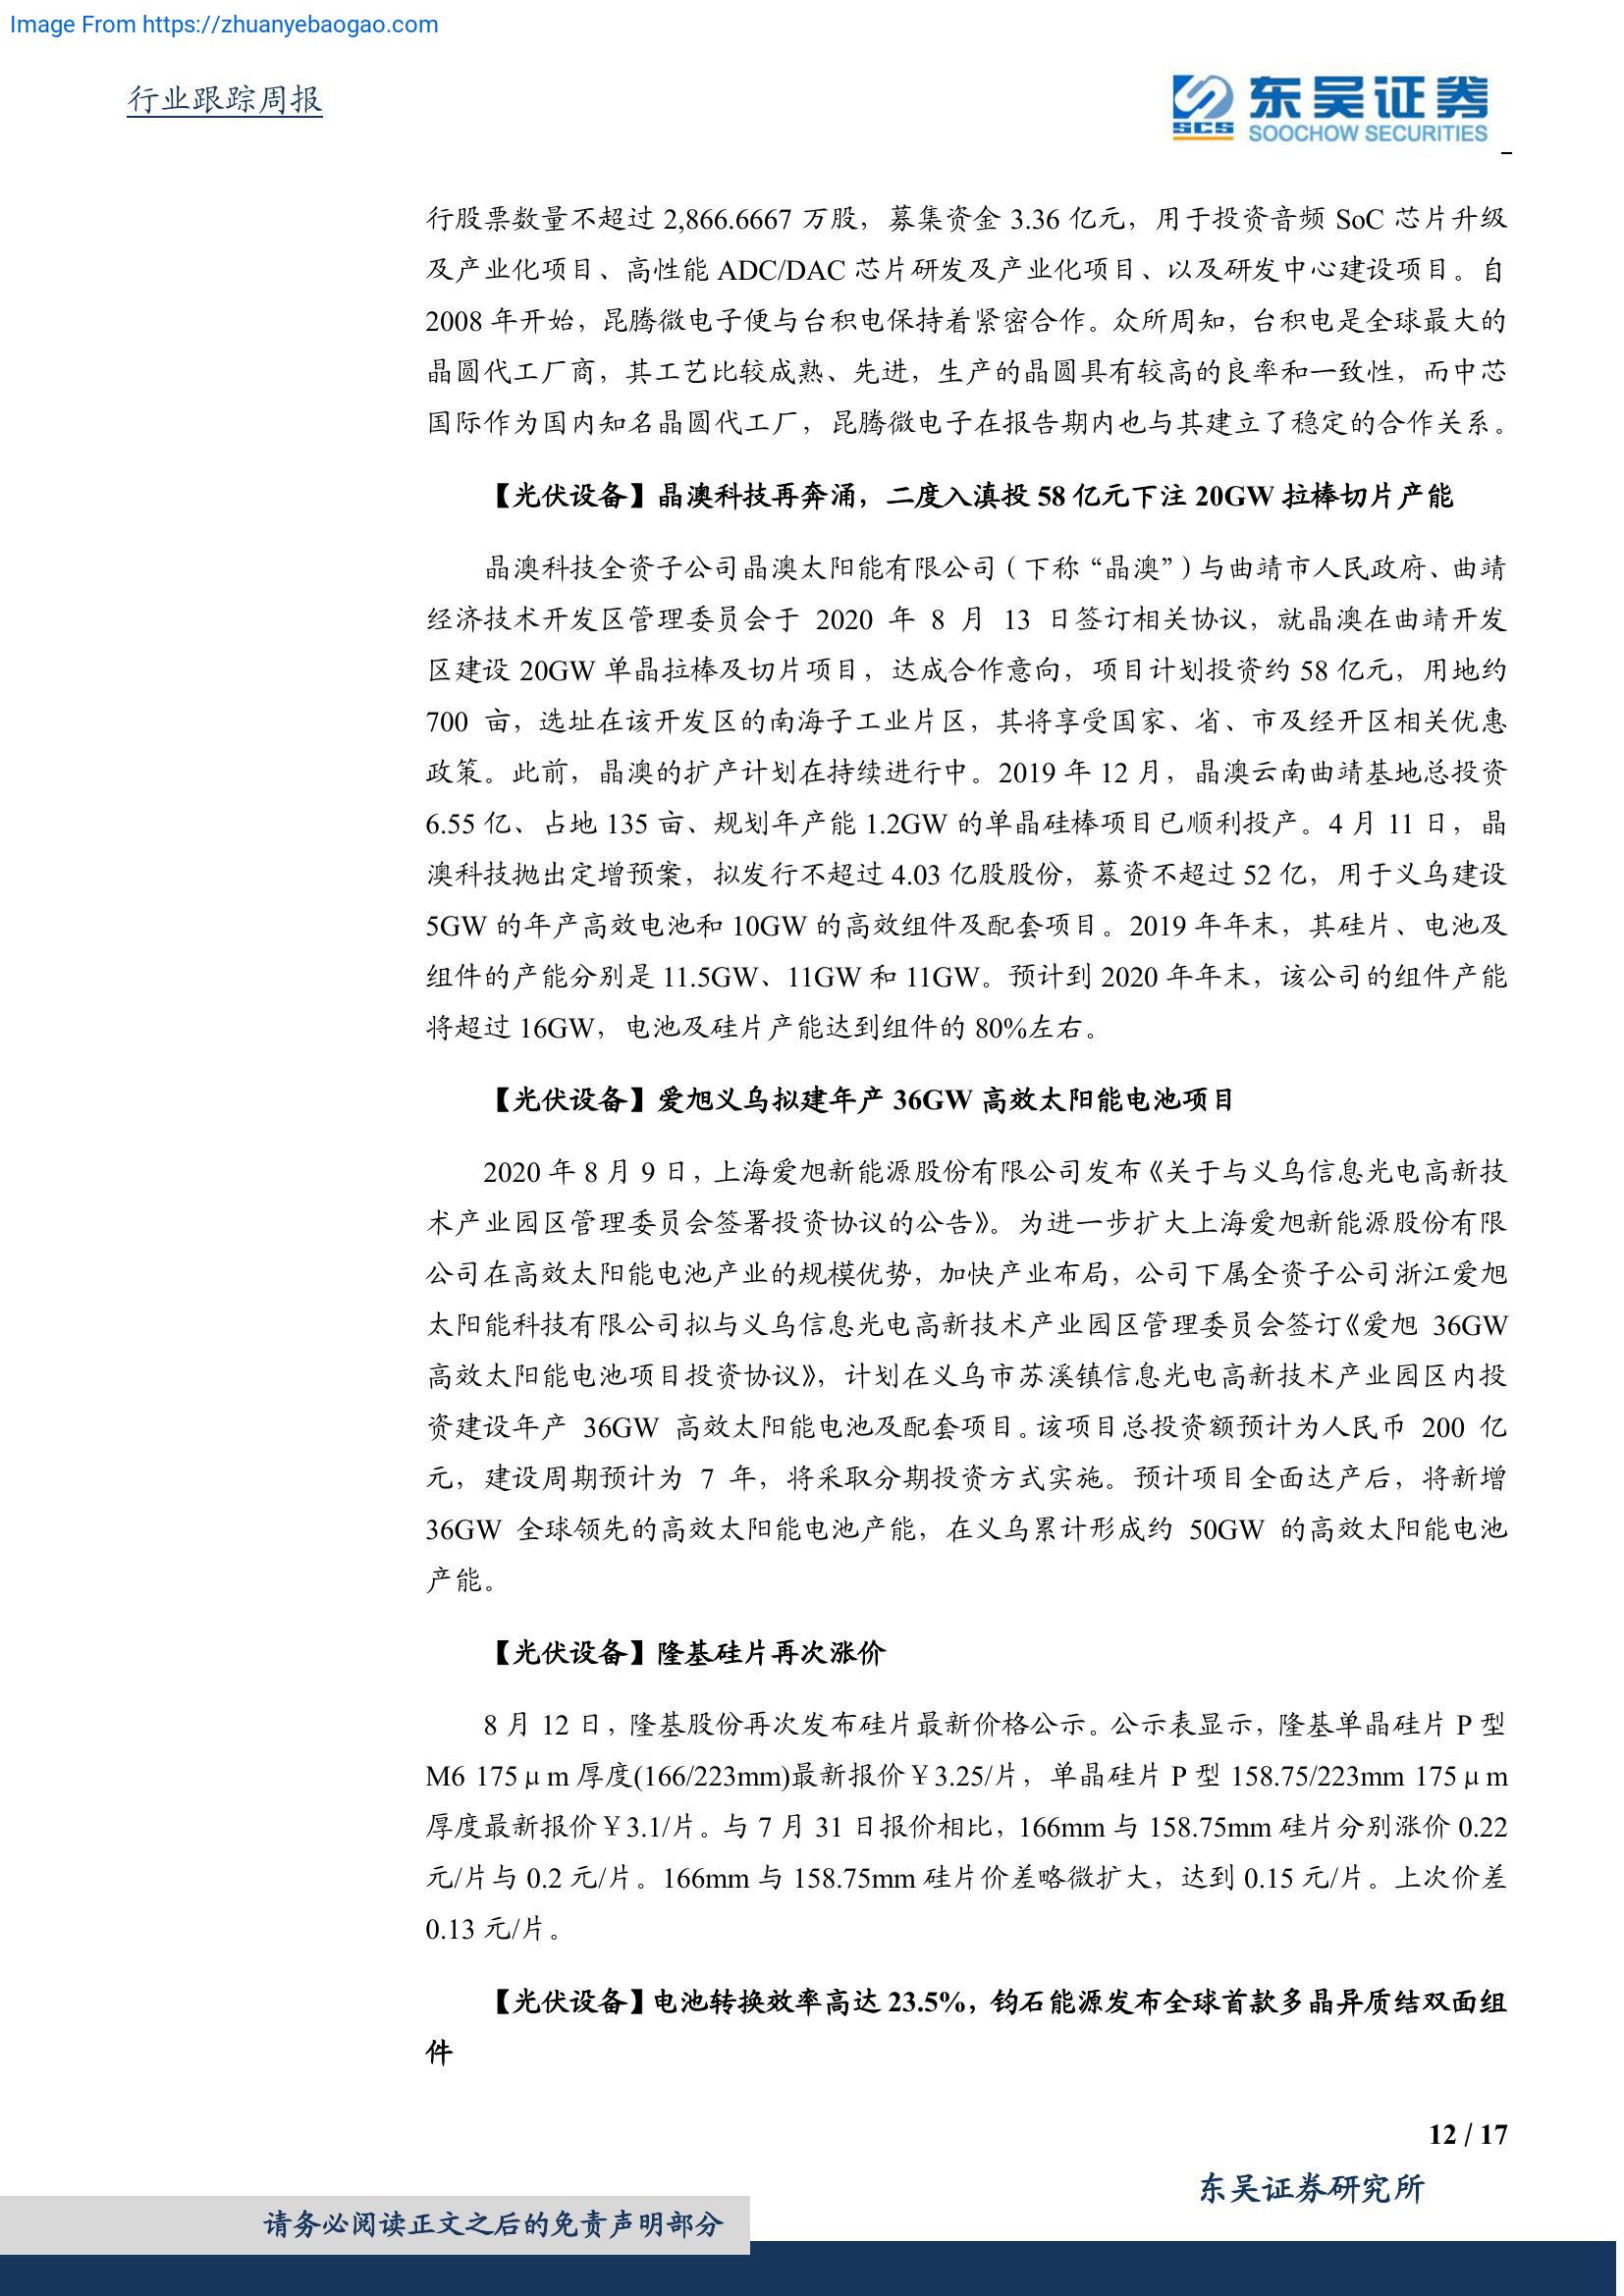 Image From https://zhuanyebaogao.com
行业跟踪周报
东吴证券
SCS
SOOCHOW SECURITIES
行股票数量不超过 2,866.6667 万股，募集资金 3.36 亿元，用于投资音频 SoC 芯片升级
及产业化项目、高性能 ADC/DAC 芯片研发及产业化项目、以及研发中心建设项目。自
2008 年开始，昆腾微电子便与台积电保持着紧密合作。众所周知，台积电是全球最大的
晶圆代工厂商，其工艺比较成熟、先进，生产的晶圆具有较高的良率和一致性，而中芯
国际作为国内知名晶圆代工厂，昆腾微电子在报告期内也与其建立了稳定的合作关系。
【光伏设备】晶澳科技再奔涌，二度入滇投 58 亿元下注 20GW 拉棒切片产能
晶澳科技全资子公司晶澳太阳能有限公司（下称“晶澳”）与曲靖市人民政府、曲靖
经济技术开发区管理委员会于 2020 年 8 月 13 日签订相关协议，就晶澳在曲靖开发
区建设 20GW 单晶拉棒及切片项目，达成合作意向，项目计划投资约 58 亿元，用地约
700 亩，选址在该开发区的南海子工业片区，其将享受国家、省、市及经开区相关优惠
政策。此前，晶澳的扩产计划在持续进行中。2019 年 12 月，晶澳云南曲靖基地总投资
6.55 亿、占地 135 亩、规划年产能 1.2GW 的单晶硅棒项目已顺利投产。4 月 11 日，晶
澳科技抛出定增预案，拟发行不超过 4.03 亿股股份，募资不超过 52 亿，用于义乌建设
5GW 的年产高效电池和 10GW 的高效组件及配套项目。2019 年年末，其硅片、电池及
组件的产能分别是 11.5GW、11GW 和 11GW。预计到 2020 年年末，该公司的组件产能
将超过 16GW，电池及硅片产能达到组件的 80%左右。
【光伏设备】爱旭义乌拟建年产 36GW 高效太阳能电池项目
2020 年 8 月 9 日，上海爱旭新能源股份有限公司发布《关于与义乌信息光电高新技
术产业园区管理委员会签署投资协议的公告》。为进一步扩大上海爱旭新能源股份有限
公司在高效太阳能电池产业的规模优势，加快产业布局，公司下属全资子公司浙江爱旭
太阳能科技有限公司拟与义乌信息光电高新技术产业园区管理委员会签订《爱旭 36GW
高效太阳能电池项目投资协议》，计划在义乌市苏溪镇信息光电高新技术产业园区内投
资建设年产 36GW 高效太阳能电池及配套项目。该项目总投资额预计为人民币 200 亿
元，建设周期预计为 7 年，将采取分期投资方式实施。预计项目全面达产后，将新增
36GW 全球领先的高效太阳能电池产能，在义乌累计形成约 50GW 的高效太阳能电池
产能。
【光伏设备】隆基硅片再次涨价
8 月 12 日，隆基股份再次发布硅片最新价格公示。公示表显示，隆基单晶硅片 P 型
M6 175μm 厚度(166/223mm)最新报价￥3.25/片，单晶硅片 P 型 158.75/223mm 175μm
厚度最新报价￥3.1/片。与 7 月 31 日报价相比，166mm 与 158.75mm 硅片分别涨价 0.22
元/片与 0.2 元/片。166mm 与 158.75mm 硅片价差略微扩大，达到 0.15 元/片。上次价差
0.13 元/片。
【光伏设备】电池转换效率高达 23.5%，钧石能源发布全球首款多晶异质结双面组
件
12 / 17
东吴证券研究所
请务必阅读正文之后的免责声明部分